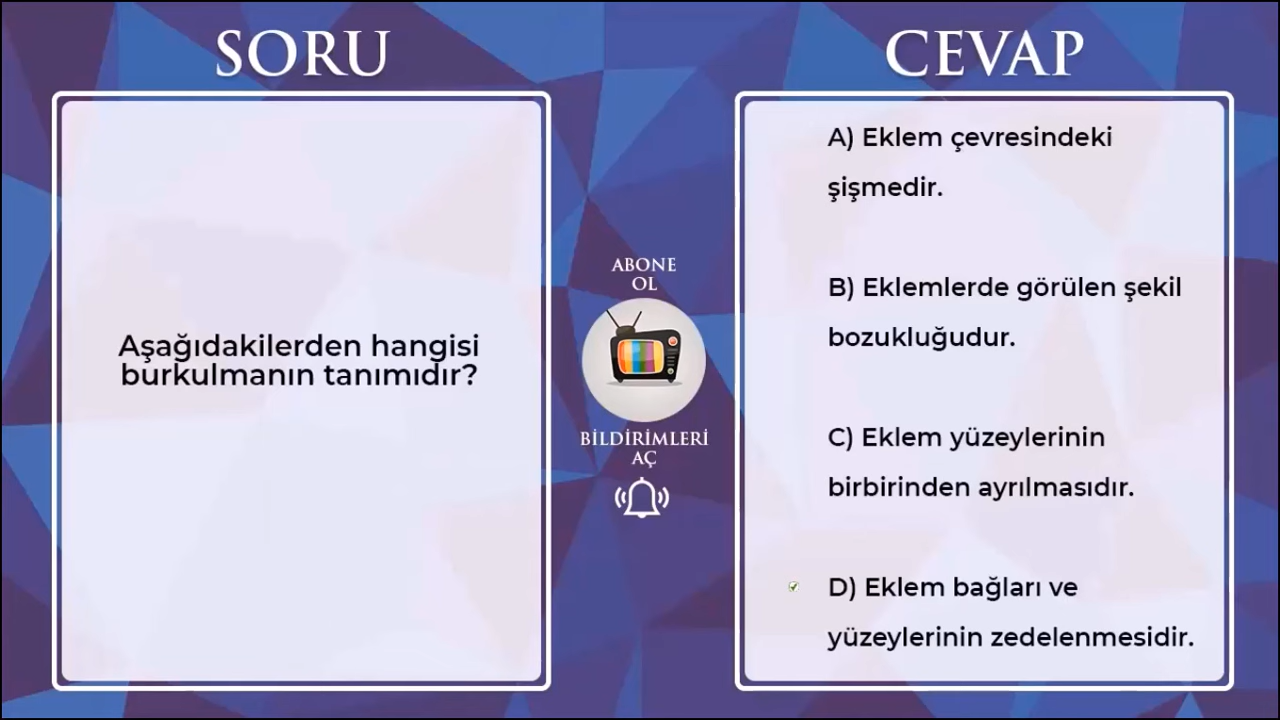 SORU
Aşağıdakilerden hangisi
burkulmanın tanımıdır?
ABONE
OL
BİLDİRİMLERİ
AÇ
CEVAP
A) Eklem çevresindeki
şişmedir.
B) Eklemlerde görülen şekil
bozukluğudur.
C) Eklem yüzeylerinin
birbirinden ayrılmasıdır.
D) Eklem bağları ve
yüzeylerinin zedelenmesidir.